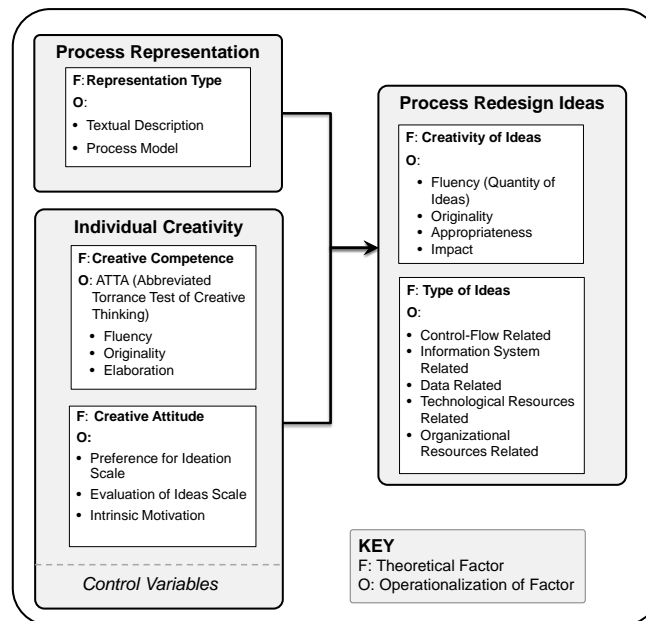 Process Representation
F: Representation Type
O:
• Textual Description
• Process Model
Individual Creativity
F: Creative Competence
O: ATTA (Abbreviated
Torrance Test of Creative
Thinking)
• Fluency
• Originality
• Elaboration
F: Creative Attitude
O:
• Preference for Ideation
Scale
• Evaluation of Ideas Scale
• Intrinsic Motivation
Control Variables
Process Redesign Ideas
F: Creativity of Ideas
O:
• Fluency (Quantity of
Ideas)
• Originality
• Appropriateness
• Impact
F: Type of Ideas
O:
• Control-Flow Related
• Information System
Related
• Data Related
• Technological Resources
Related
• Organizational
Resources Related
KEY
F: Theoretical Factor
O: Operationalization of Factor